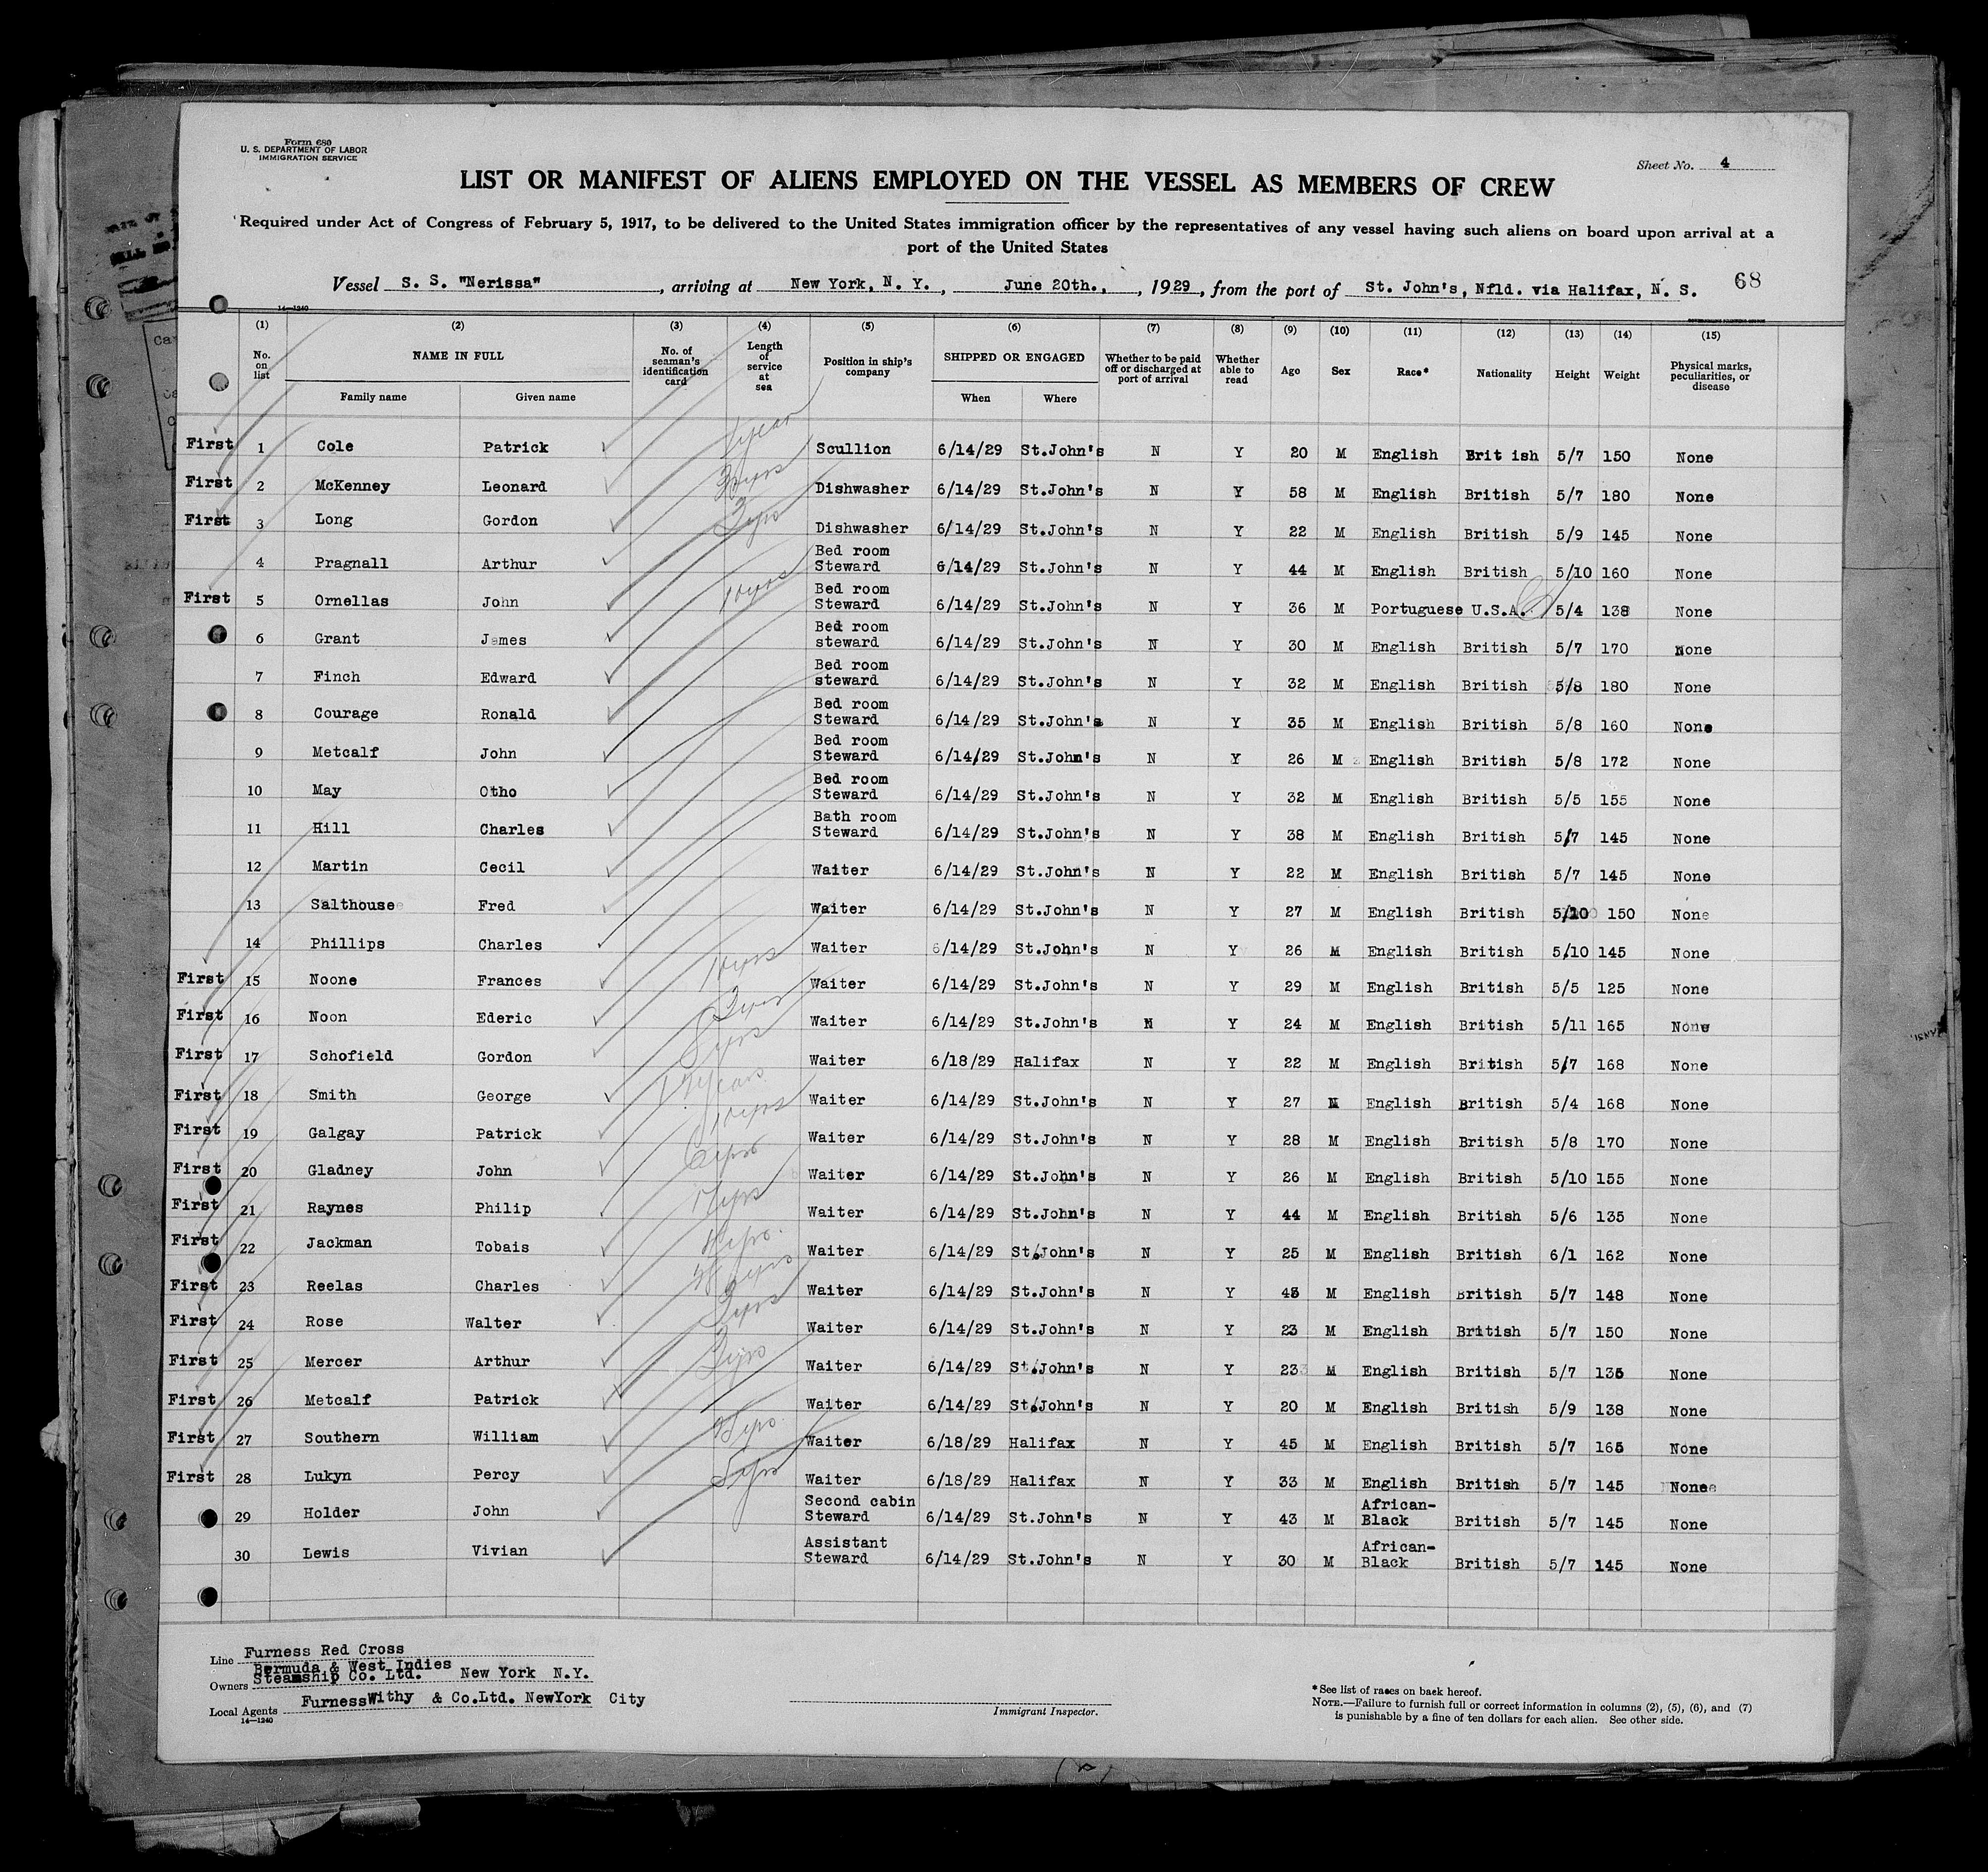 Form 680
U. S. DEPARTMENT OF LABOR
IMMIGRATION SERVICE
Sheet No. 4
LIST OR MANIFEST OF ALIENS EMPLOYED ON THE VESSEL AS MEMBERS OF CREW
Required under Act of Congress of February 5, 1917, to be delivered to the United States immigration officer by the representatives of any vessel having such aliens on board upon arrival at a
port of the United States
Vessel S. S. "Nerissa", arriving at New York, N. Y., June 20th., 1929, from the port of St. John's, Nfld. via Halifax, N. S. 68
14—1240
(1) (2) (3) (4) (5) (6) (7) (8) (9) (10) (11) (12) (13) (14) (15)
No. on list NAME IN FULL No. of seaman's identification card Length of service at sea Position in ship's company SHIPPED OR ENGAGED Whether to be paid off or discharged at port of arrival Whether able to read Age Sex Race* Nationality Height Weight Physical marks, peculiarities, or disease
Family name Given name When Where
First 1 Cole Patrick 1 year Scullion 6/14/29 St.John's N Y 20 M English Brit ish 5/7 150 None
First 2 McKenney Leonard Dishwasher 6/14/29 St.John's N Y 58 M English British 5/7 180 None
First 3 Long Gordon 3yrs Dishwasher 6/14/29 St.John's N Y 22 M English British 5/9 145 None
4 Pragnall Arthur Bed room Steward 6/14/29 St.John's N Y 44 M English British 5/10 160 None
First 5 Ornellas John 10yrs Bed room Steward 6/14/29 St.John's N Y 36 M Portuguese U.S.A. 5/4 138 None
6 Grant James Bed room steward 6/14/29 St.John's N Y 30 M English British 5/7 170 None
7 Finch Edward Bed room steward 6/14/29 St.John's N Y 32 M English British 5/8 180 None
8 Courage Ronald Bed room Steward 6/14/29 St.John's N Y 35 M English British 5/8 160 None
9 Metcalf John Bed room Steward 6/14/29 St.John's N Y 26 M English British 5/8 172 None
10 May Otho Bed room Steward 6/14/29 St.John's N Y 32 M English British 5/5 155 None
11 Hill Charles Bath room Steward 6/14/29 St.John's N Y 38 M English British 5/7 145 None
12 Martin Cecil Waiter 6/14/29 St.John's N Y 22 M English British 5/7 145 None
13 Salthouse Fred Waiter 6/14/29 St.John's N Y 27 M English British 5/10 150 None
14 Phillips Charles Waiter 6/14/29 St.John's N Y 26 M English British 5/10 145 None
First 15 Noone Frances 10yrs Waiter 6/14/29 St.John's N Y 29 M English British 5/5 125 None
First 16 Noon Ederic Waiter 6/14/29 St.John's N Y 24 M English British 5/11 165 None
First 17 Schofield Gordon 8yrs Waiter 6/18/29 Halifax N Y 22 M English British 5/7 168 None
First 18 Smith George Waiter 6/14/29 St.John's N Y 27 M English British 5/4 168 None
First 19 Galgay Patrick 10yrs Waiter 6/14/29 St.John's N Y 28 M English British 5/8 170 None
First 20 Gladney John 6yrs Waiter 6/14/29 St.John's N Y 26 M English British 5/10 155 None
First 21 Raynes Philip 17yrs Waiter 6/14/29 St.John's N Y 44 M English British 5/6 135 None
First 22 Jackman Tobais Waiter 6/14/29 St.John's N Y 25 M English British 6/1 162 None
First 23 Reelas Charles Waiter 6/14/29 St.John's N Y 45 M English British 5/7 148 None
First 24 Rose Walter 3yrs Waiter 6/14/29 St.John's N Y 23 M English British 5/7 150 None
First 25 Mercer Arthur 3yrs Waiter 6/14/29 St.John's N Y 23 M English British 5/7 135 None
First 26 Metcalf Patrick Waiter 6/14/29 St.John's N Y 20 M English British 5/9 138 None
First 27 Southern William Waiter 6/18/29 Halifax N Y 45 M English British 5/7 165 None
First 28 Lukyn Percy 5yrs Waiter 6/18/29 Halifax N Y 33 M English British 5/7 145 None
29 Holder John Second cabin Steward 6/14/29 St.John's N Y 43 M African-Black British 5/7 145 None
30 Lewis Vivian Assistant Steward 6/14/29 St.John's N Y 30 M African-Black British 5/7 145 None
Line Furness Red Cross
Owners Bermuda & West Indies Steamship Co. Ltd. New York N.Y.
Local Agents Furness Withy & Co.Ltd. NewYork City
14—1240
Immigrant Inspector.
*See list of races on back hereof.
NOTE.—Failure to furnish full or correct information in columns (2), (5), (6), and (7)
is punishable by a fine of ten dollars for each alien. See other side.